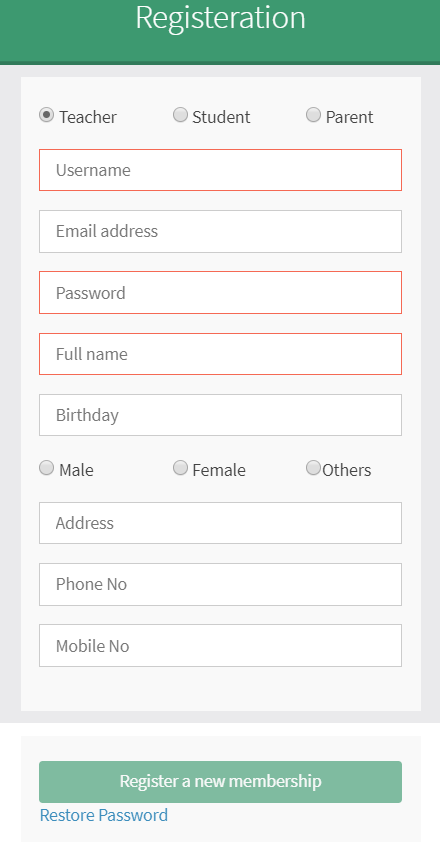 Registeration
Teacher Student Parent
Username
Email address
Password
Full name
Birthday
Male Female Others
Address
Phone No
Mobile No
Register a new membership
Restore Password